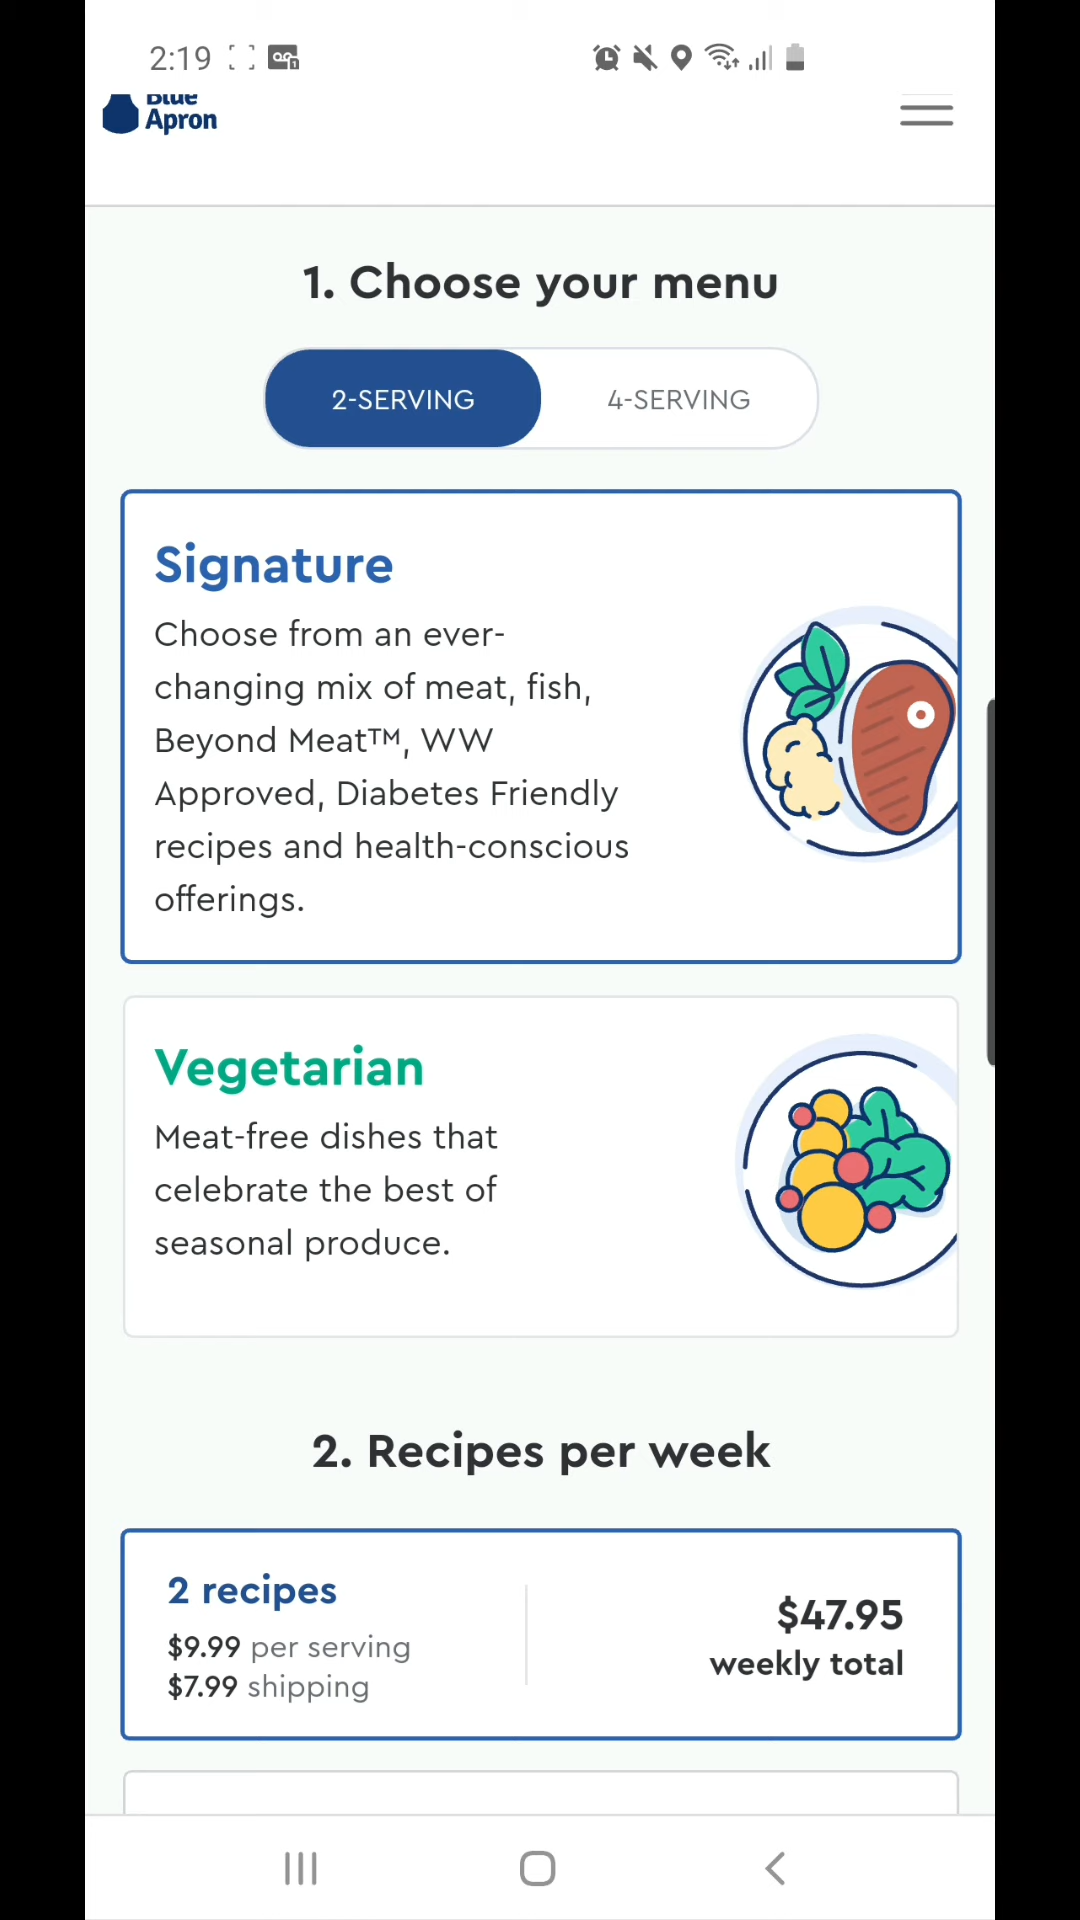 2:19
Blue
Apron
1. Choose your menu
2-SERVING
4-SERVING
Signature
Choose from an ever-
changing mix of meat, fish,
Beyond Meat™, WW
Approved, Diabetes Friendly
recipes and health-conscious
offerings.
Vegetarian
Meat-free dishes that
celebrate the best of
seasonal produce.
2. Recipes per week
2 recipes
$9.99 per serving
$7.99 shipping
$47.95
weekly total